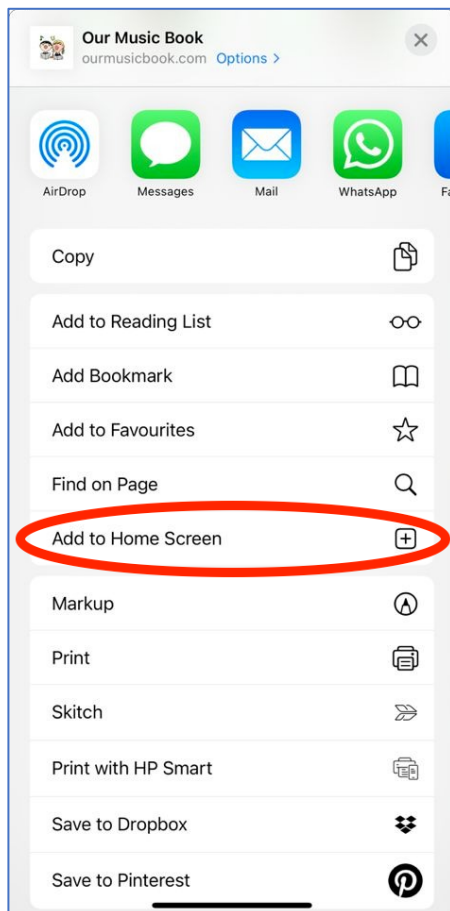 Our Music Book
ourmusicbook.com Options >
AirDrop Messages Mail WhatsApp Fa
Copy
Add to Reading List
Add Bookmark
Add to Favourites
Find on Page
Add to Home Screen
Markup
Print
Skitch
Print with HP Smart
Save to Dropbox
Save to Pinterest